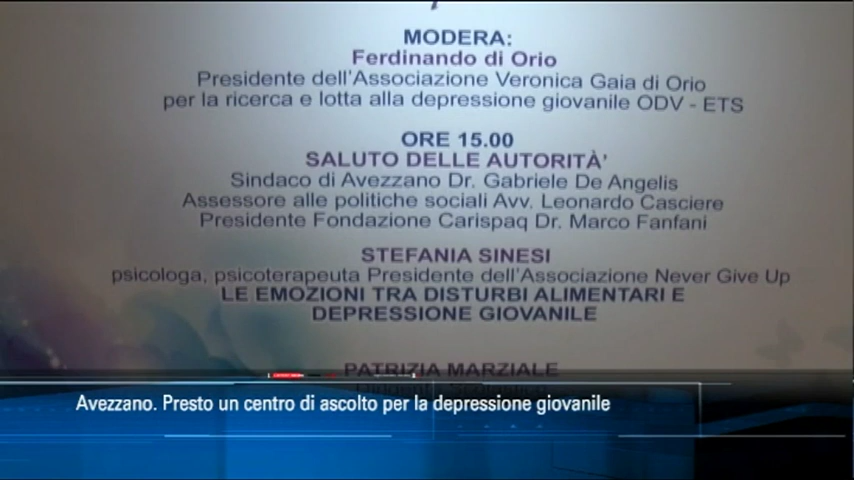 MODERA:
Ferdinando di Orio
Presidente dell'Associazione Veronica Gaia di Orio
per la ricerca e lotta alla depressione giovanile ODV - ETS
ORE 15.00
SALUTO DELLE AUTORITÀ'
Sindaco di Avezzano Dr. Gabriele De Angelis
Assessore alle politiche sociali Avv. Leonardo Casciere
Presidente Fondazione Carispaq Dr. Marco Fanfani
STEFANIA SINESI
psicologa, psicoterapeuta Presidente dell'Associazione Never Give Up
LE EMOZIONI TRA DISTURBI ALIMENTARI E
DEPRESSIONE GIOVANILE
PATRIZIA MARZIALE
Avezzano. Presto un centro di ascolto per la depressione giovanile